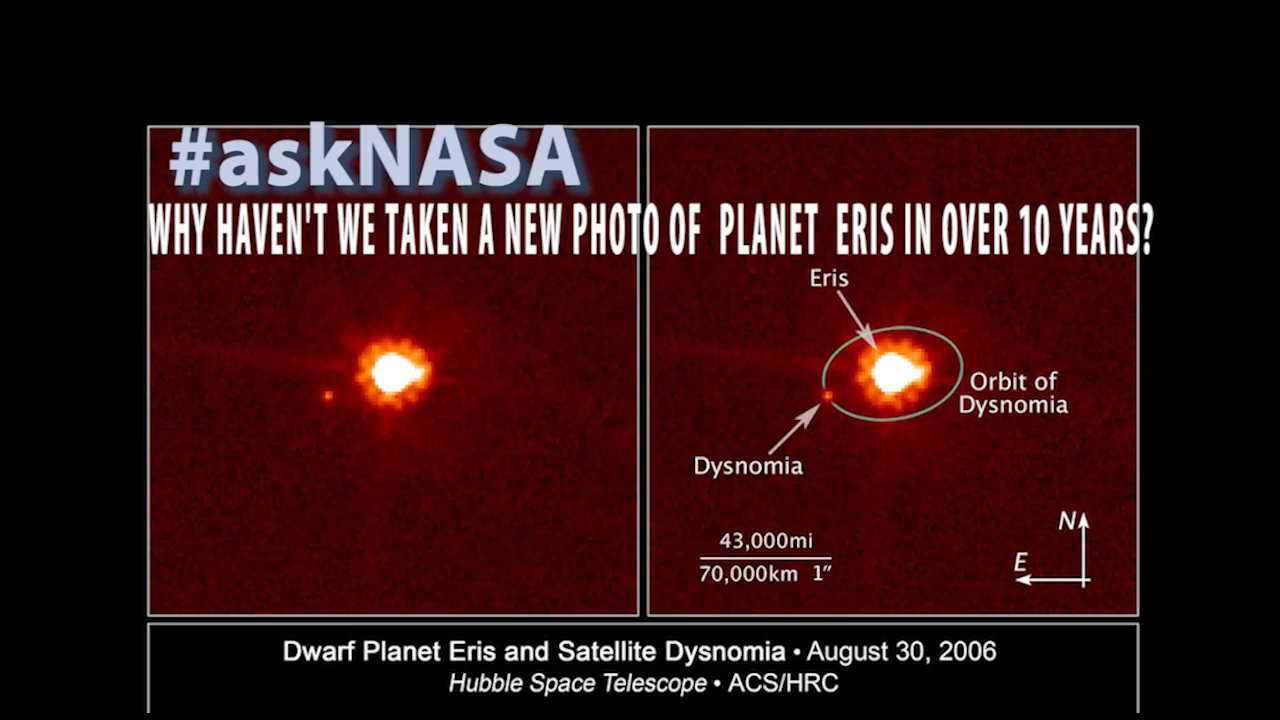 #askNASA
WHY HAVEN'T WE TAKEN A NEW PHOTO OF PLANET ERIS IN OVER 10 YEARS?
Eris
Orbit of
Dysnomia
Dysnomia
N
E
43,000mi
70,000km 1″
Dwarf Planet Eris and Satellite Dysnomia • August 30, 2006
Hubble Space Telescope • ACS/HRC